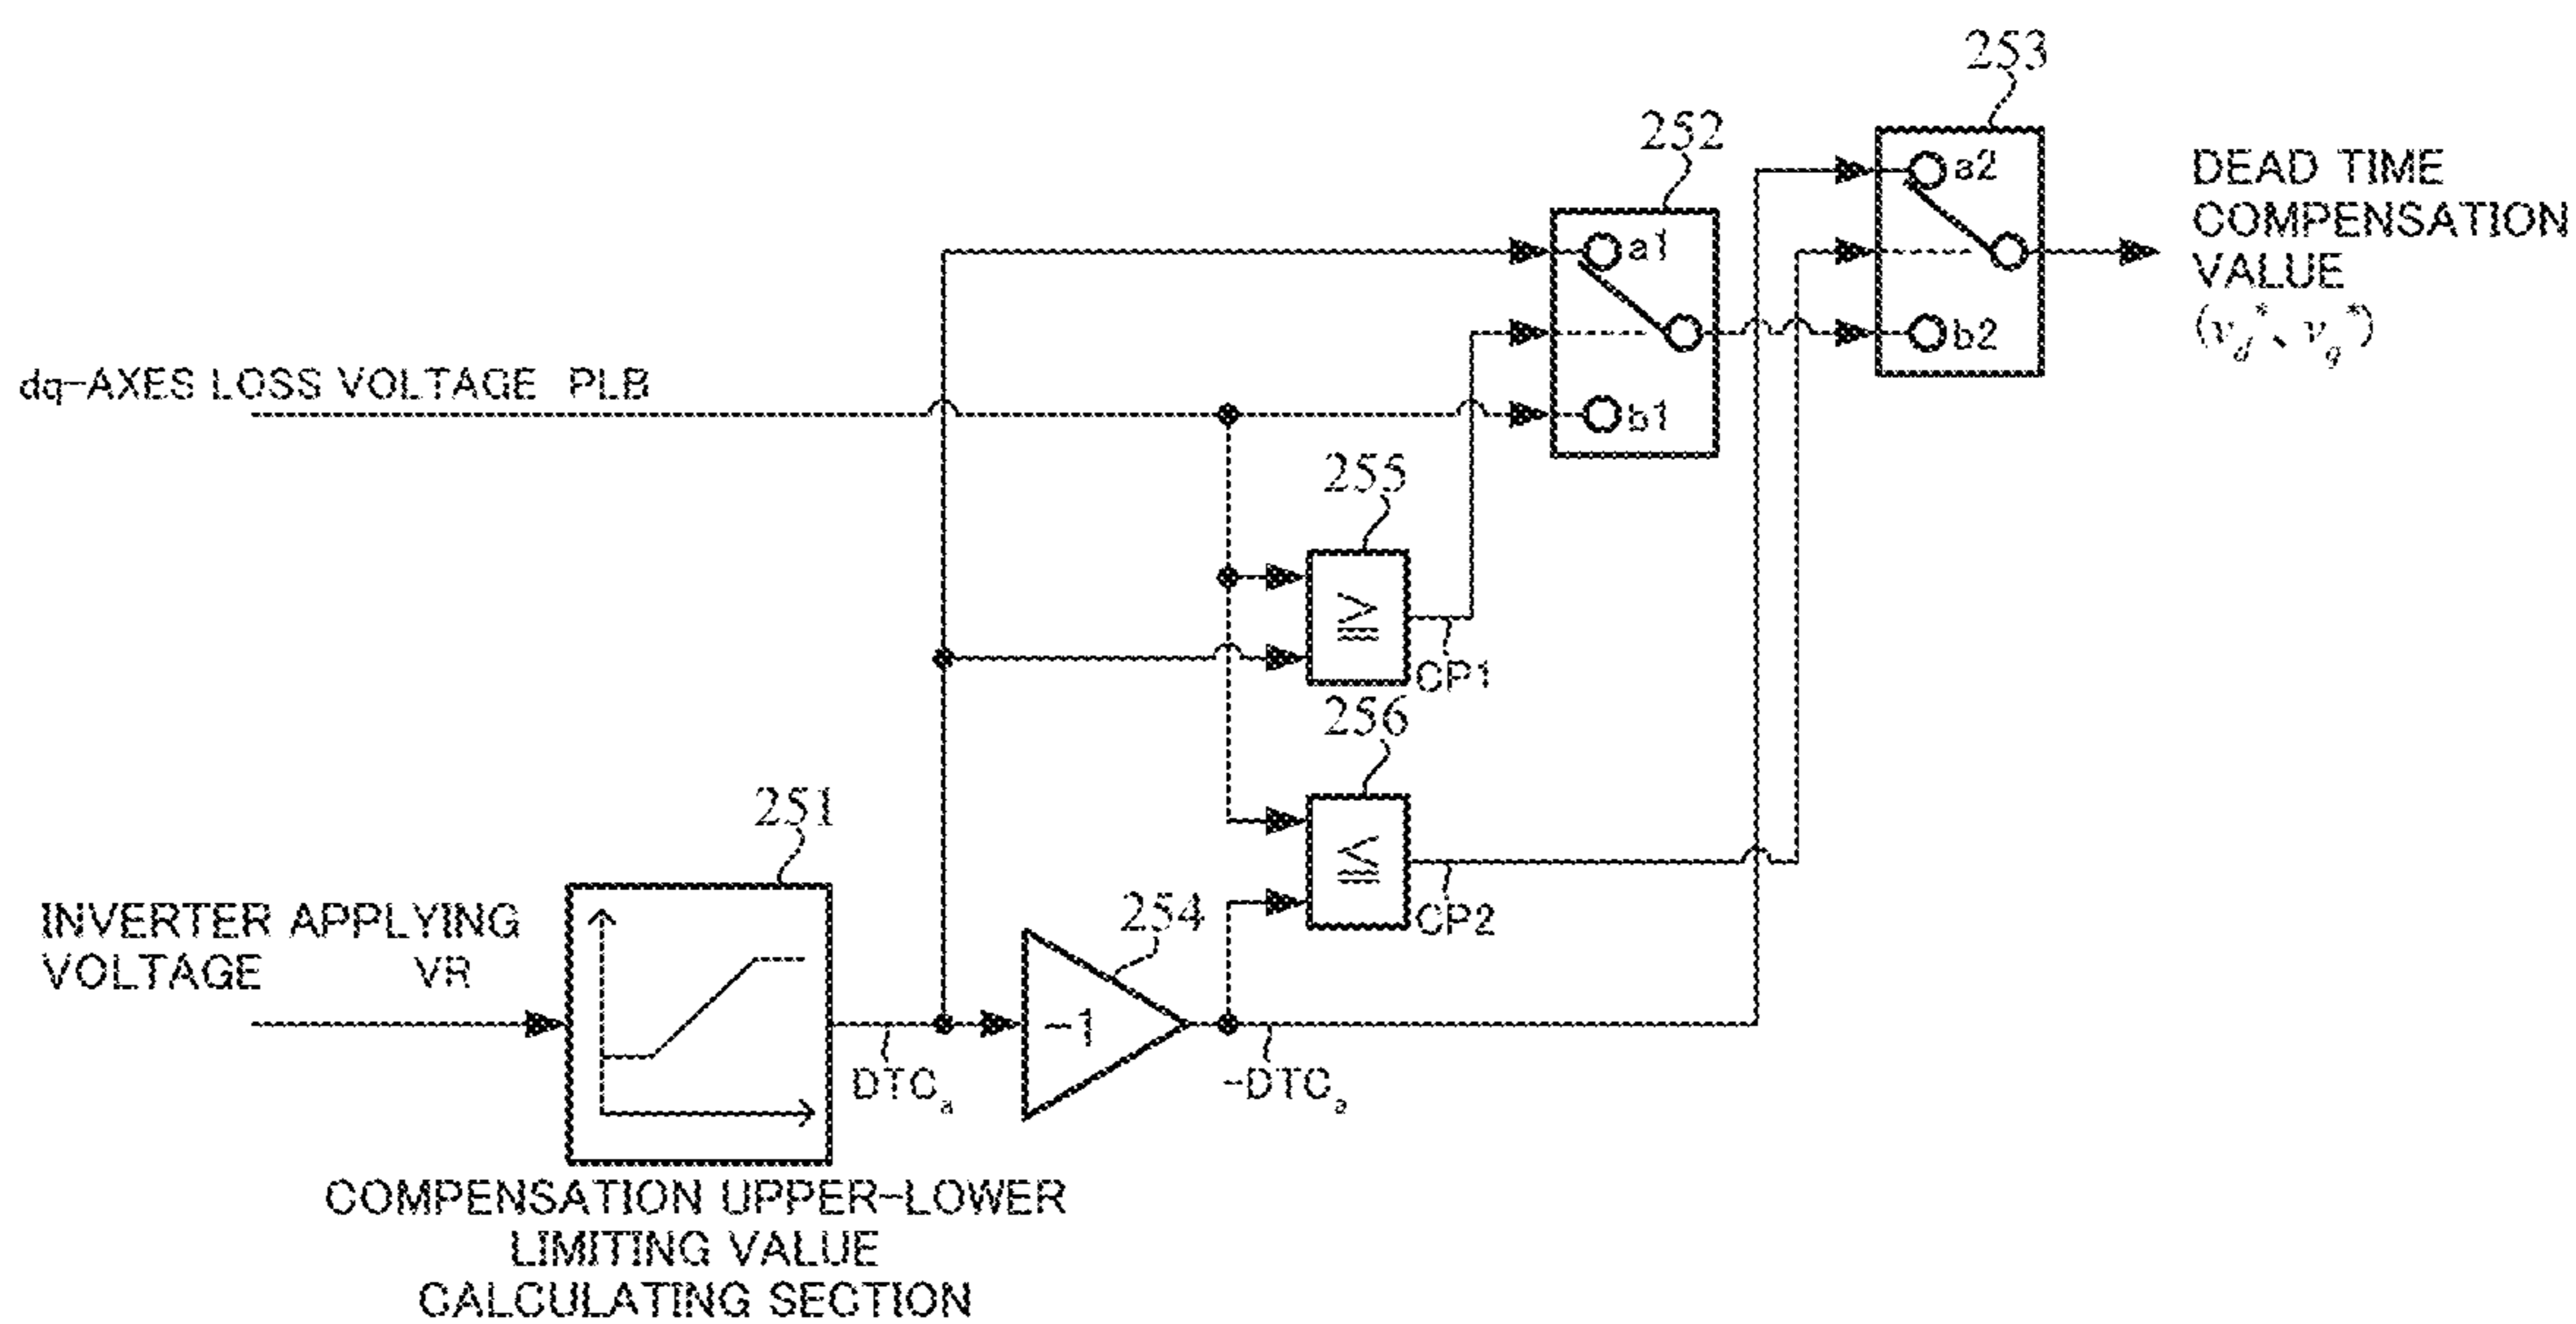 253
252
a2
DEAD TIME
COMPENSATION
VALUE
(v_d*、v_q*)
a1
b2
dq-AXES LOSS VOLTAGE PLB
b1
255
≧
CP1
256
251
≦
254
CP2
INVERTER APPLYING
VOLTAGE VR
-1
DTC_a
-DTC_a
COMPENSATION UPPER-LOWER
LIMITING VALUE
CALCULATING SECTION